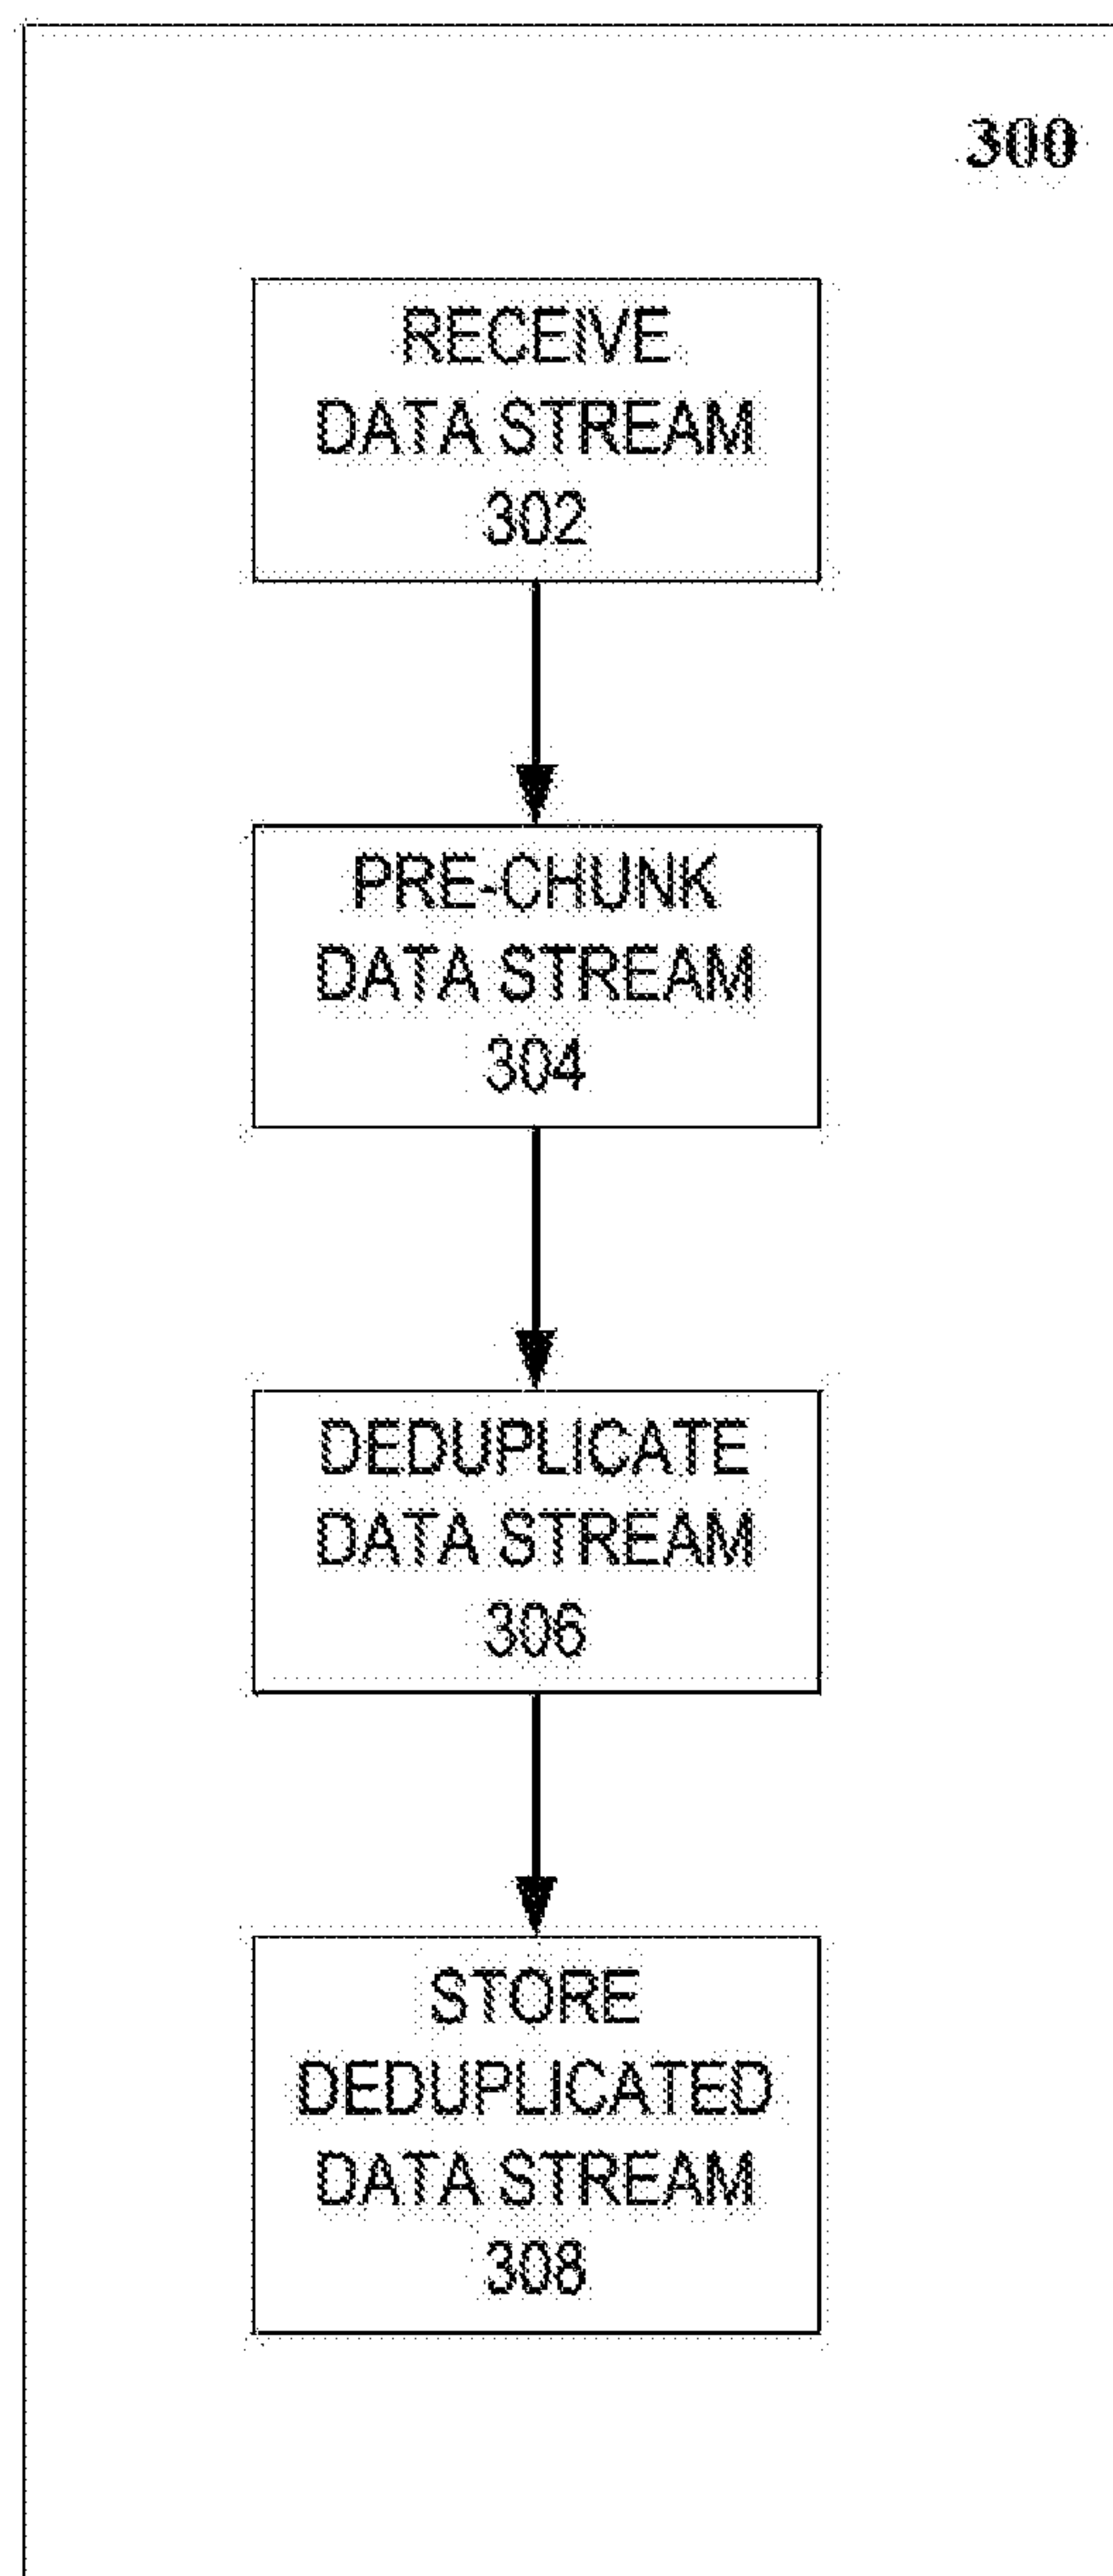 300
RECEIVE
DATA STREAM
302
PRE-CHUNK
DATA STREAM
304
DEDUPLICATE
DATA STREAM
306
STORE
DEDUPLICATED
DATA STREAM
308